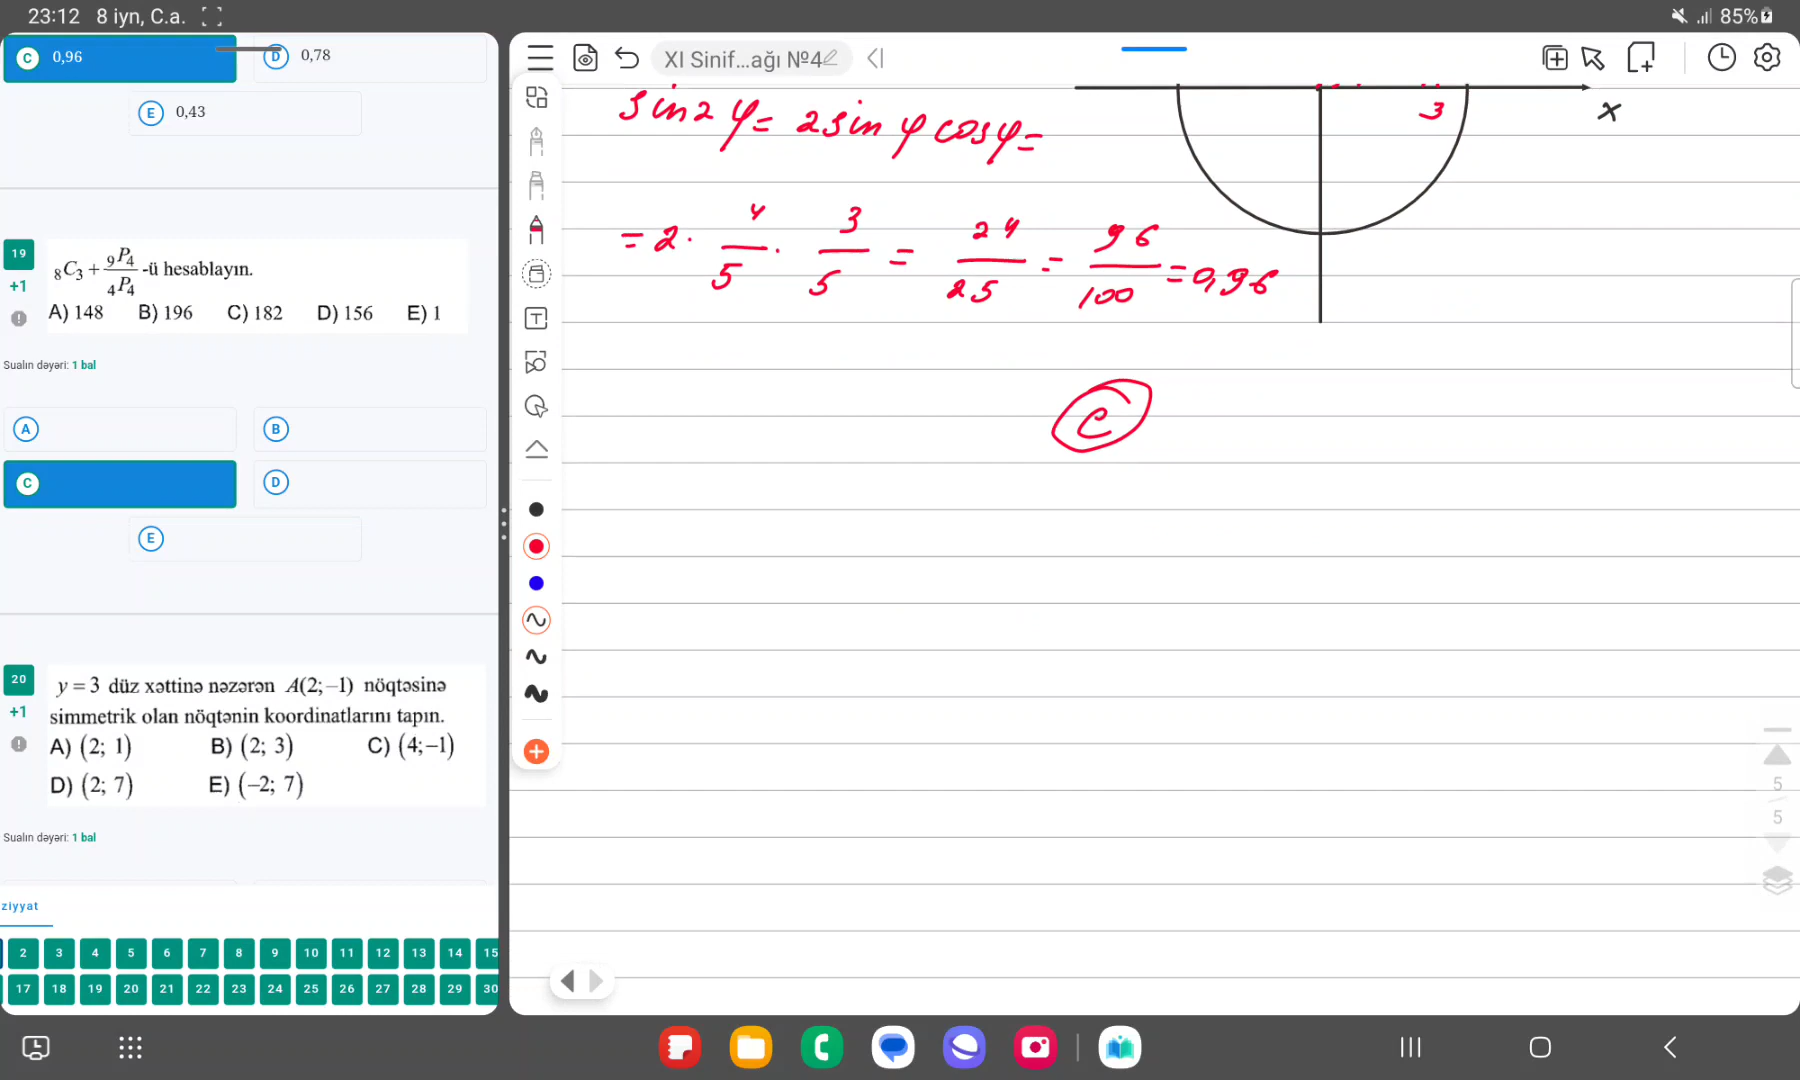 23:12 8 iyn, C.a.
85%
C 0,96
D 0,78
E 0,43
19
+1
₈C₃ + ₉P₄/₄P₄ -ü hesablayın.
A) 148 B) 196 C) 182 D) 156 E) 1
Sualın dəyəri: 1 bal
A
B
C
D
E
20
+1
y = 3 düz xəttinə nəzərən A(2;−1) nöqtəsinə
simmetrik olan nöqtənin koordinatlarını tapın.
A) (2; 1) B) (2; 3) C) (4;−1)
D) (2; 7) E) (−2; 7)
Sualın dəyəri: 1 bal
ziyyat
2 3 4 5 6 7 8 9 10 11 12 13 14 15
17 18 19 20 21 22 23 24 25 26 27 28 29 30
XI Sinif...ağı №4
sin2φ= 2sinφcosφ=
= 2 · 4/5 · 3/5 = 24/25 = 96/100 = 0,96
3
x
C
5
5